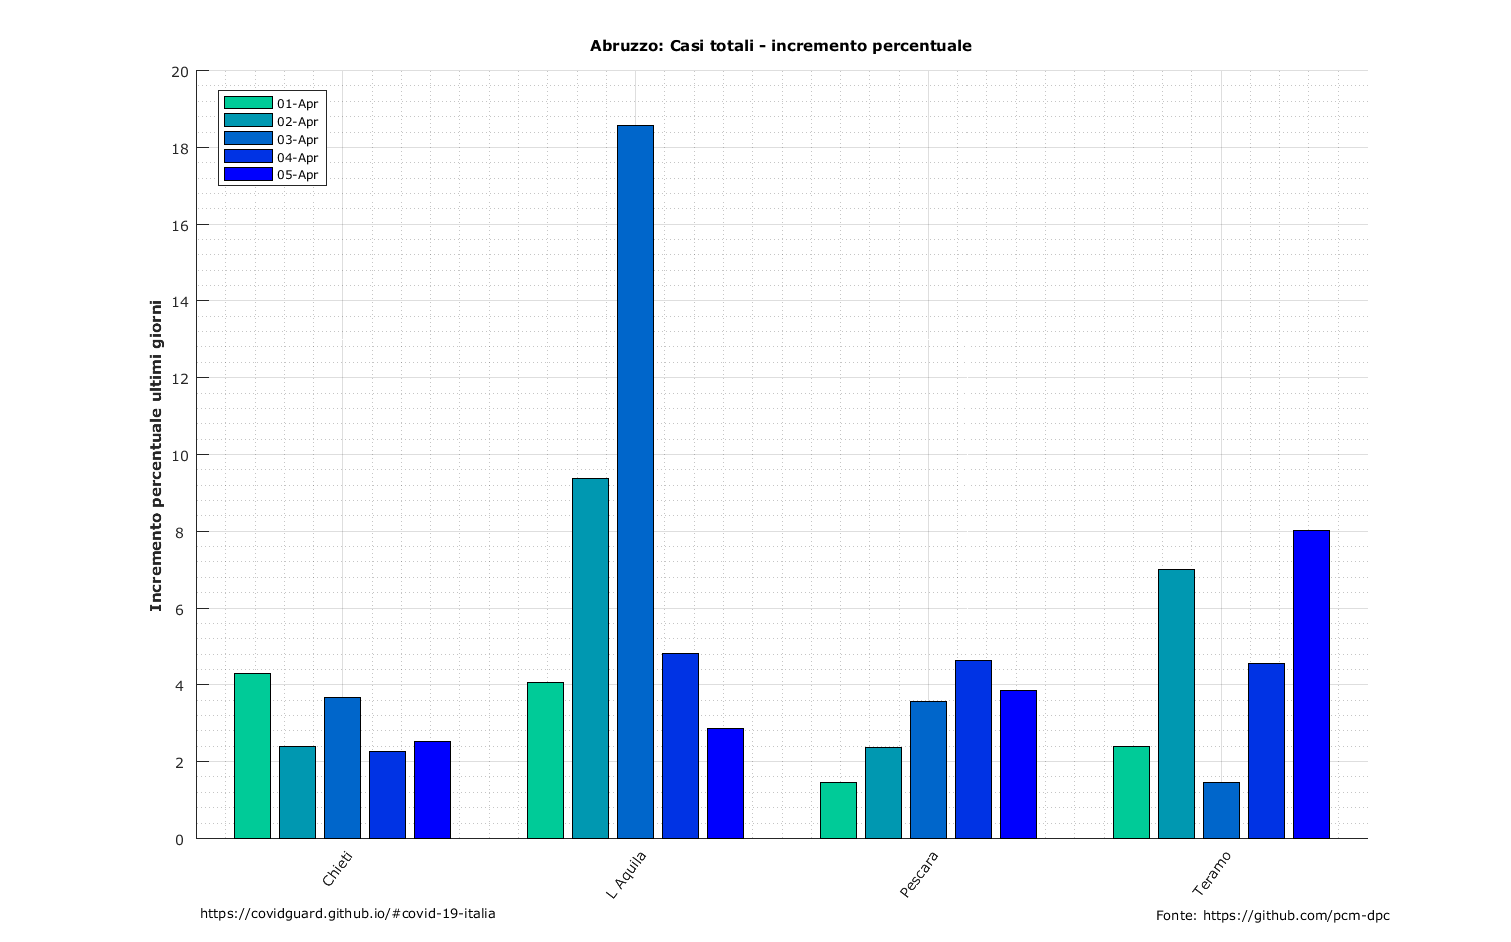 Abruzzo: Casi totali - incremento percentuale
20
18
16
14
12
10
8
6
4
2
0
Incremento percentuale ultimi giorni
01-Apr
02-Apr
03-Apr
04-Apr
05-Apr
Chieti
L Aquila
Pescara
Teramo
https://covidguard.github.io/#covid-19-italia
Fonte: https://github.com/pcm-dpc